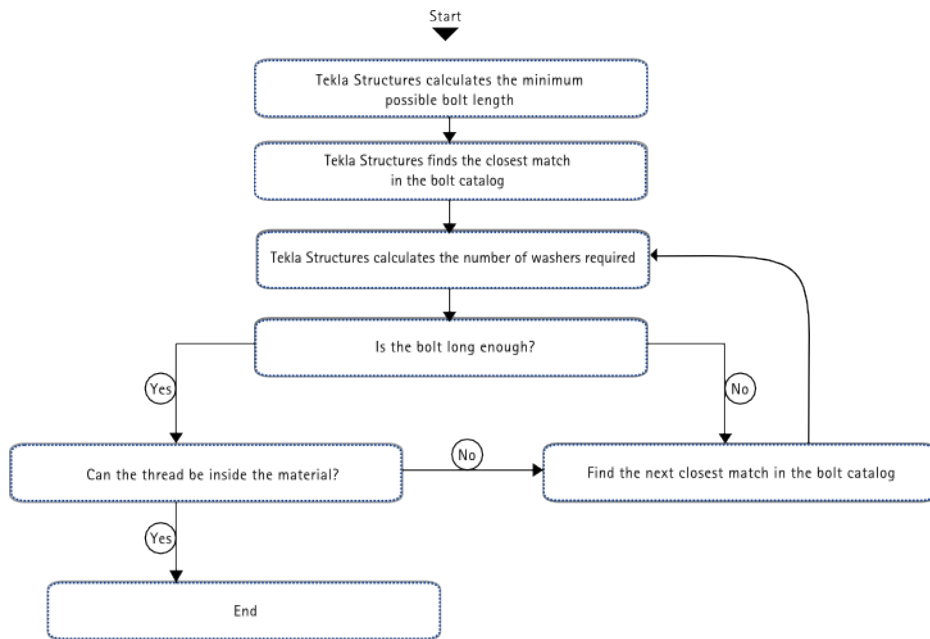 Start
Tekla Structures calculates the minimum
possible bolt length
Tekla Structures finds the closest match
in the bolt catalog
Tekla Structures calculates the number of washers required
Is the bolt long enough?
Yes
No
Can the thread be inside the material?
No
Find the next closest match in the bolt catalog
Yes
End